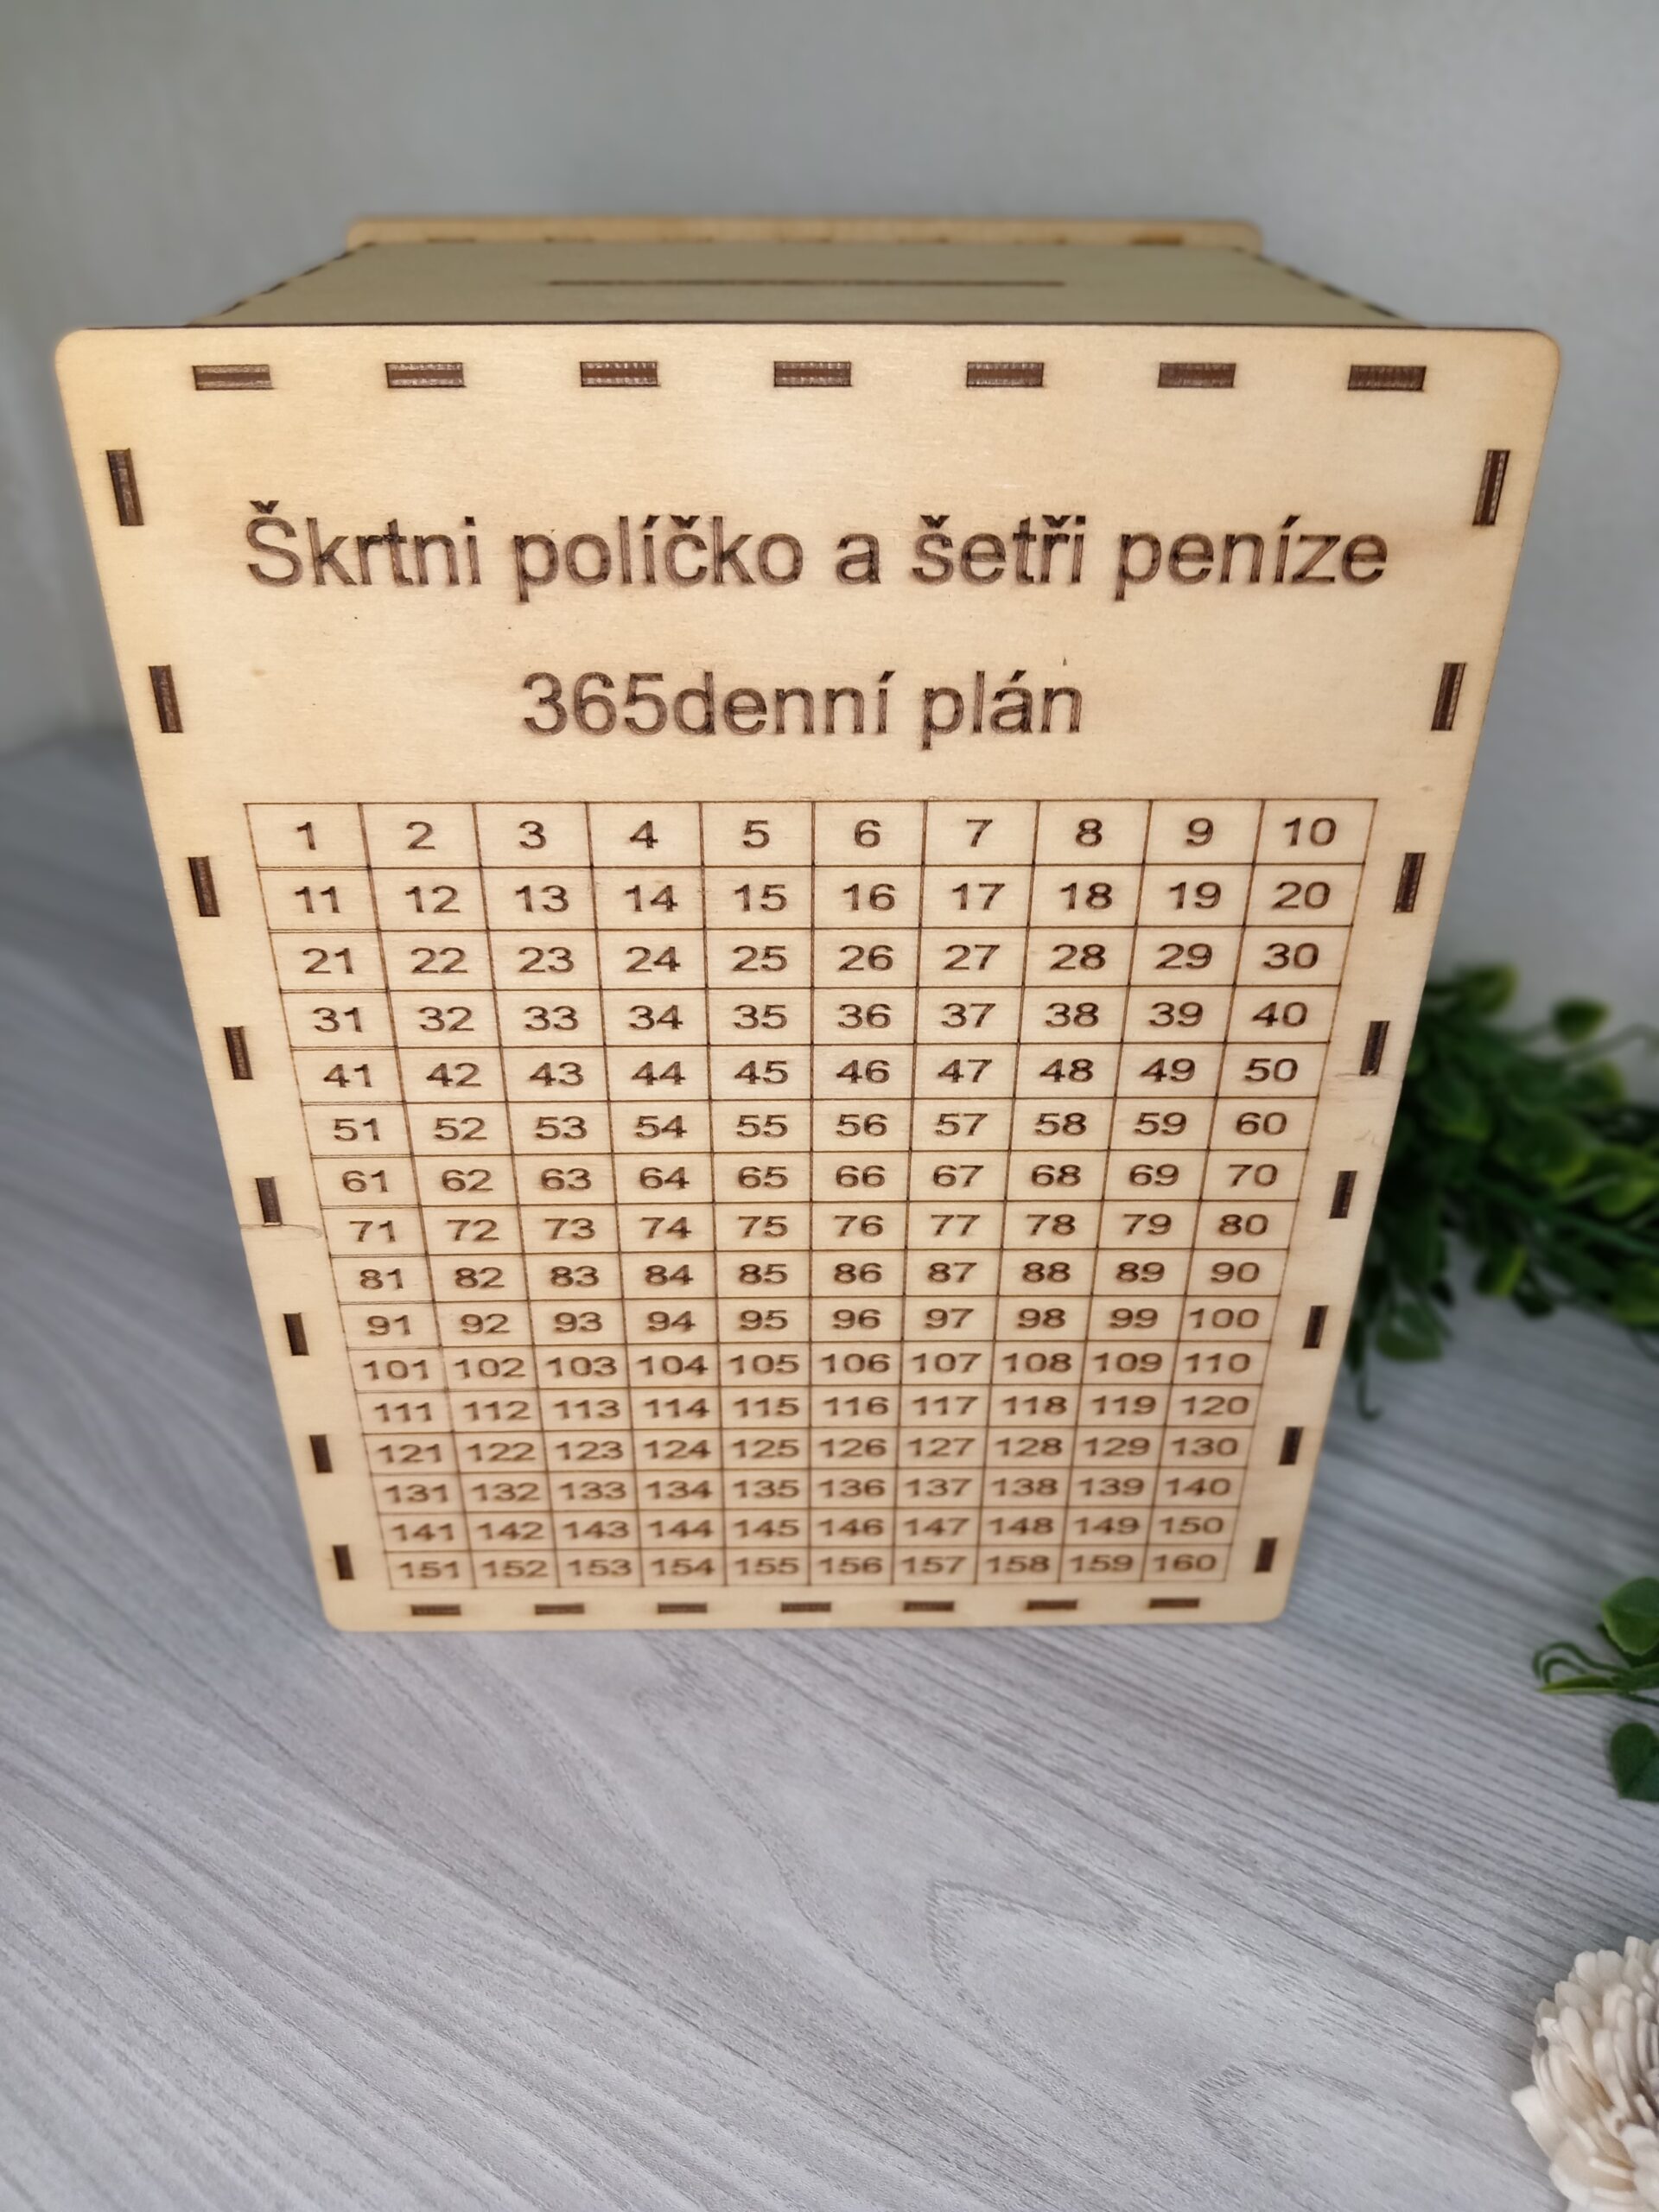 Škrtni políčko a šetři peníze
365denní plán
1 2 3 4 5 6 7 8 9 10
11 12 13 14 15 16 17 18 19 20
21 22 23 24 25 26 27 28 29 30
31 32 33 34 35 36 37 38 39 40
41 42 43 44 45 46 47 48 49 50
51 52 53 54 55 56 57 58 59 60
61 62 63 64 65 66 67 68 69 70
71 72 73 74 75 76 77 78 79 80
81 82 83 84 85 86 87 88 89 90
91 92 93 94 95 96 97 98 99 100
101 102 103 104 105 106 107 108 109 110
111 112 113 114 115 116 117 118 119 120
121 122 123 124 125 126 127 128 129 130
131 132 133 134 135 136 137 138 139 140
141 142 143 144 145 146 147 148 149 150
151 152 153 154 155 156 157 158 159 160